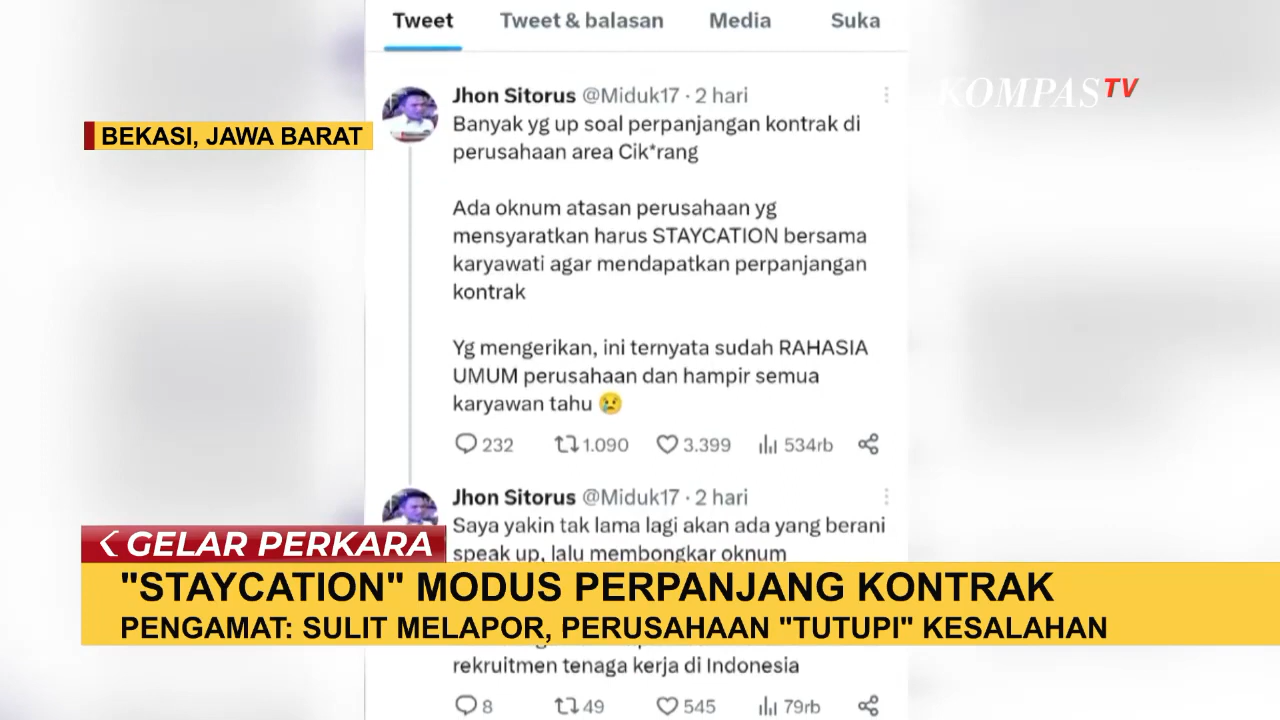 Tweet Tweet & balasan Media Suka
KOMPAS TV
BEKASI, JAWA BARAT
Jhon Sitorus @Miduk17 · 2 hari
Banyak yg up soal perpanjangan kontrak di
perusahaan area Cik*rang
Ada oknum atasan perusahaan yg
mensyaratkan harus STAYCATION bersama
karyawati agar mendapatkan perpanjangan
kontrak
Yg mengerikan, ini ternyata sudah RAHASIA
UMUM perusahaan dan hampir semua
karyawan tahu 😢
232 1.090 3.399 534rb
Jhon Sitorus @Miduk17 · 2 hari
Saya yakin tak lama lagi akan ada yang berani
speak up, lalu membongkar oknum
GELAR PERKARA
"STAYCATION" MODUS PERPANJANG KONTRAK
PENGAMAT: SULIT MELAPOR, PERUSAHAAN "TUTUPI" KESALAHAN
rekruitmen tenaga kerja di Indonesia
8 49 545 79rb